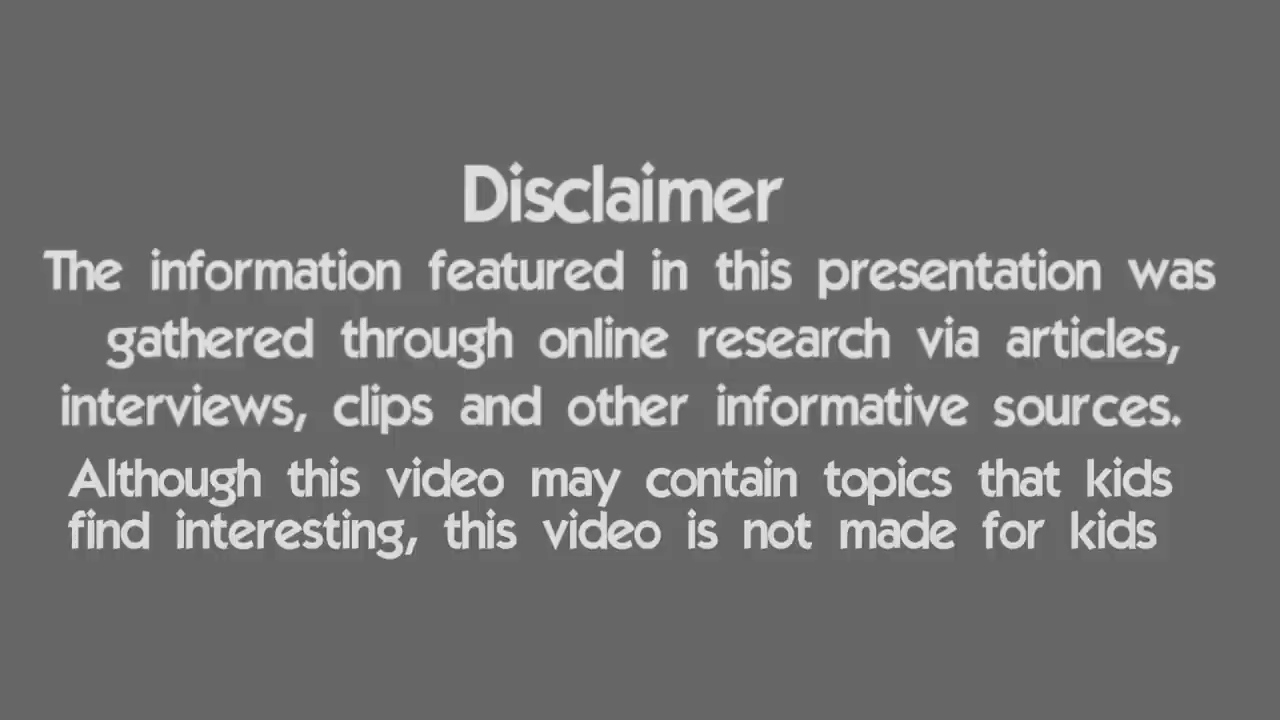 Disclaimer
The information featured in this presentation was
gathered through online research via articles,
interviews, clips and other informative sources.
Although this video may contain topics that kids
find interesting, this video is not made for kids